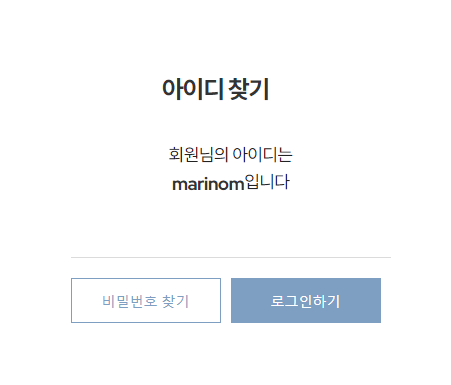 아이디 찾기
회원님의 아이디는
marinom입니다
비밀번호 찾기
로그인하기